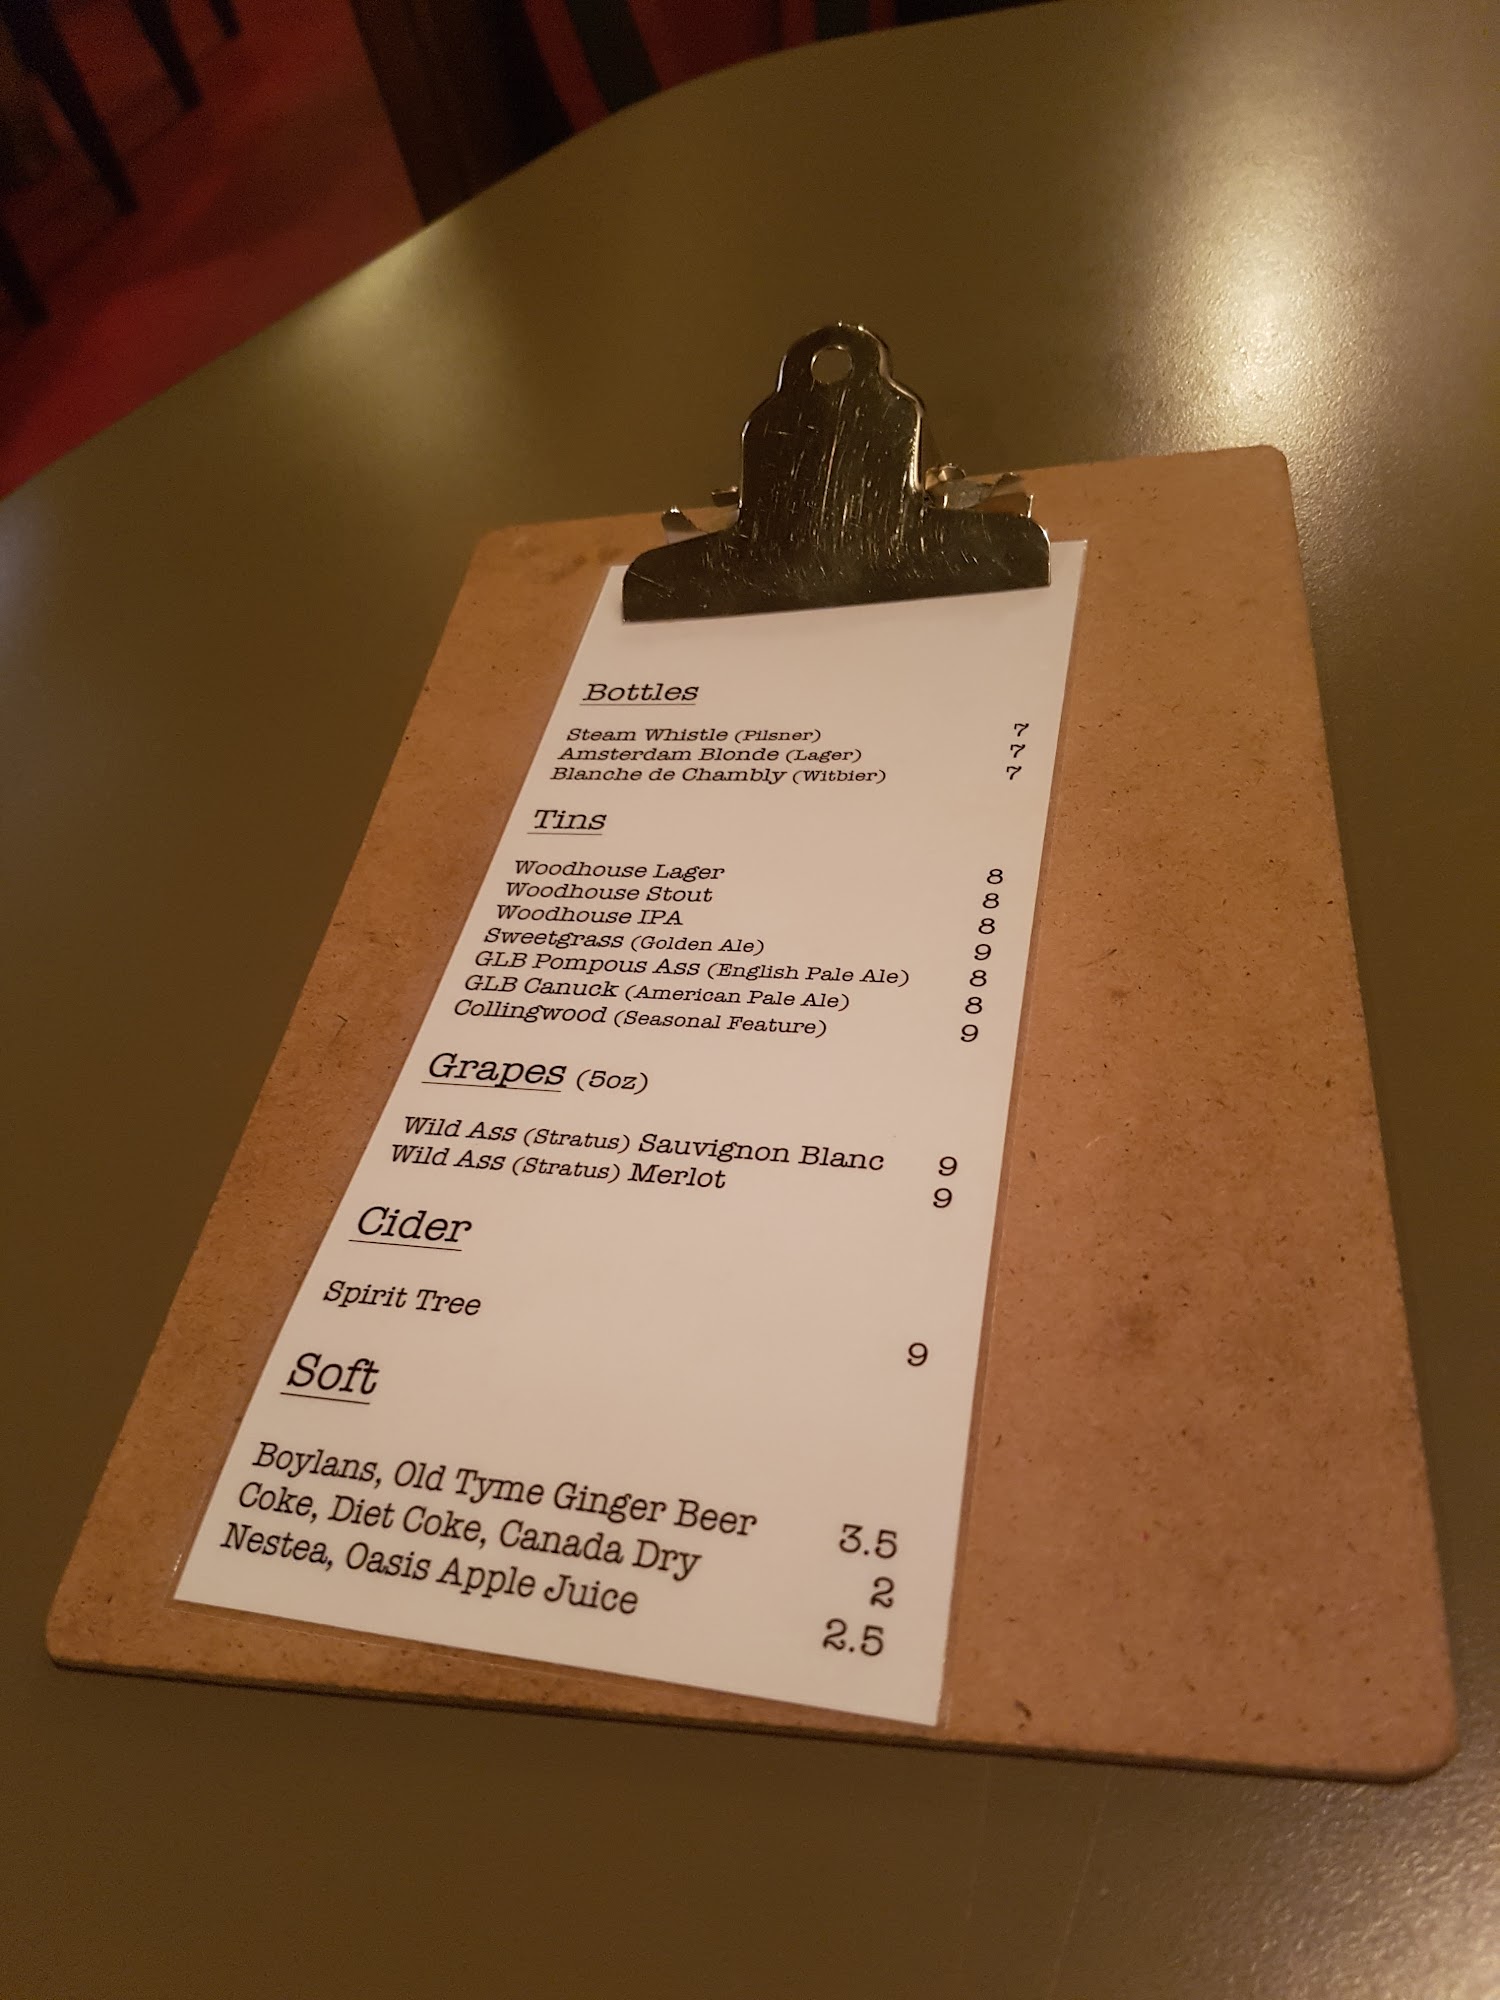 Bottles
Steam Whistle (Pilsner) 7
Amsterdam Blonde (Lager) 7
Blanche de Chambly (Witbier) 7
Tins
Woodhouse Lager 8
Woodhouse Stout 8
Woodhouse IPA 8
Sweetgrass (Golden Ale) 9
GLB Pompous Ass (English Pale Ale) 8
GLB Canuck (American Pale Ale) 8
Collingwood (Seasonal Feature) 9
Grapes (5oz)
Wild Ass (Stratus) Sauvignon Blanc 9
Wild Ass (Stratus) Merlot 9
Cider
Spirit Tree 9
Soft
Boylans, Old Tyme Ginger Beer 3.5
Coke, Diet Coke, Canada Dry 2
Nestea, Oasis Apple Juice 2.5